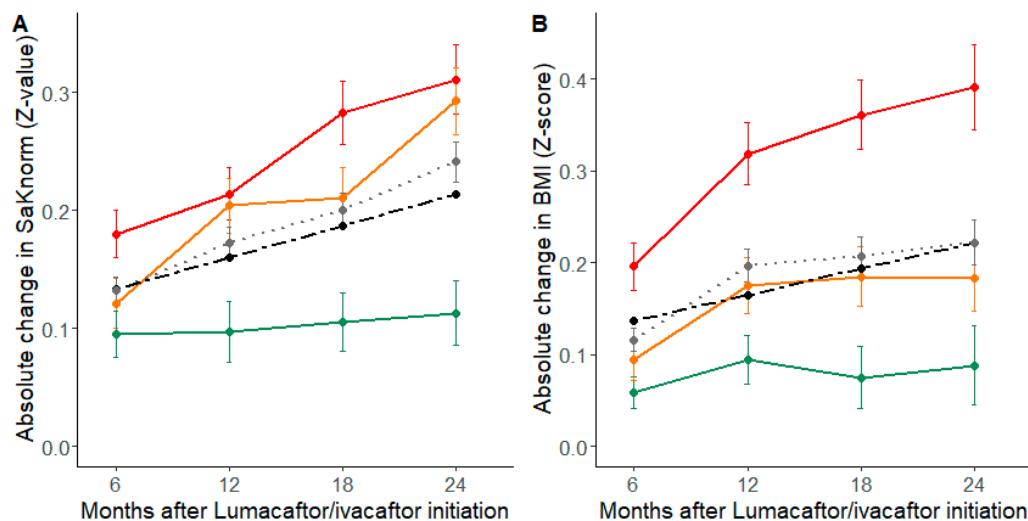 A
Absolute change in SaKnorm (Z-value)
0.3
0.2
0.1
0.0
6 12 18 24
Months after Lumacaftor/ivacaftor initiation
B
Absolute change in BMI (Z-score)
0.4
0.3
0.2
0.1
0.0
6 12 18 24
Months after Lumacaftor/ivacaftor initiation